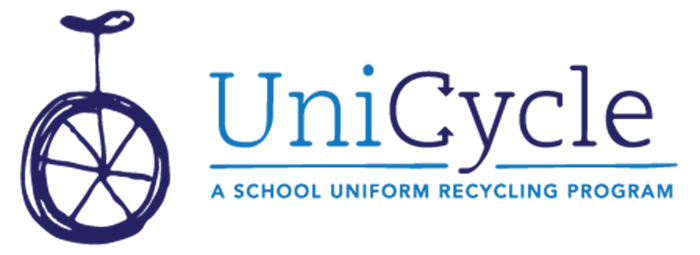 UniCycle
A SCHOOL UNIFORM RECYCLING PROGRAM